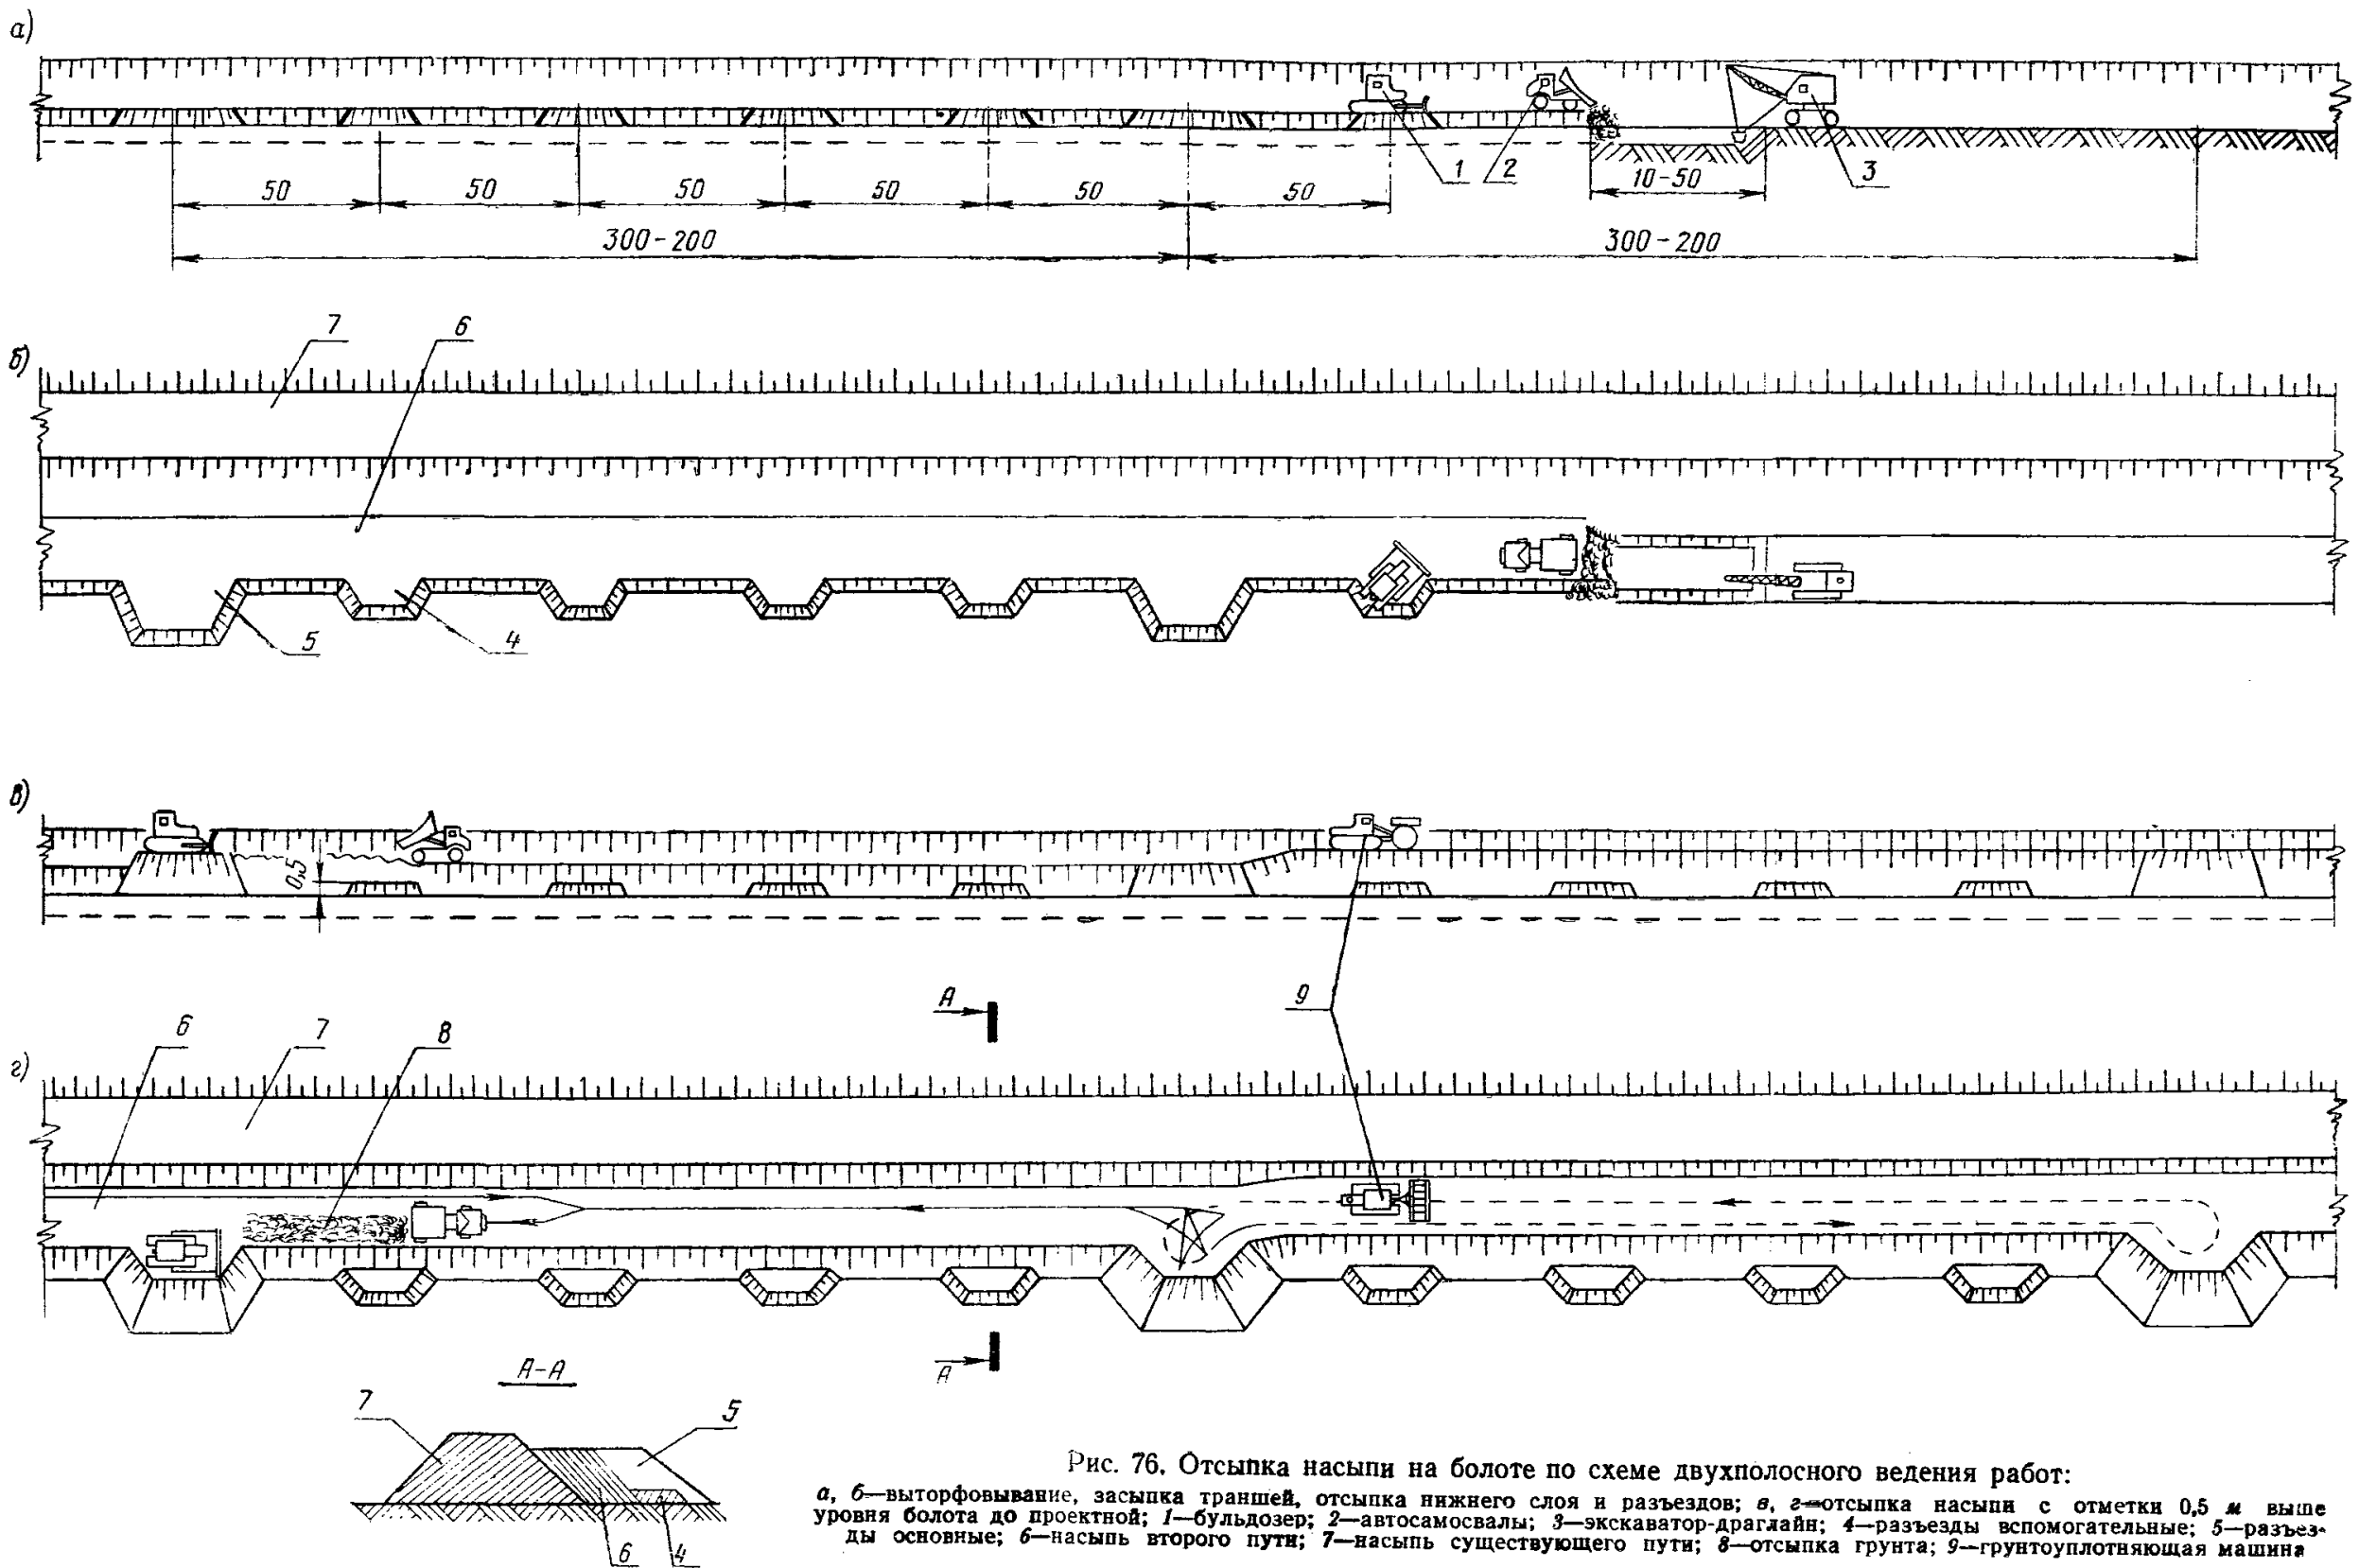 а)
1 2 3
50 50 50 50 50 50 10-50
300-200 300-200
7 6
б)
5 4
в)
0,5
А 9
6 7 8
г)
А
А-А
7 5
6 4
Рис. 76. Отсыпка насыпи на болоте по схеме двухполосного ведения работ:
а, б—выторфовывание, засыпка траншей, отсыпка нижнего слоя и разъездов; в, г—отсыпка насыпи с отметки 0,5 м выше
уровня болота до проектной; 1—бульдозер; 2—автосамосвалы; 3—экскаватор-драглайн; 4—разъезды вспомогательные; 5—разъез-
ды основные; 6—насыпь второго пути; 7—насыпь существующего пути; 8—отсыпка грунта; 9—грунтоуплотняющая машина